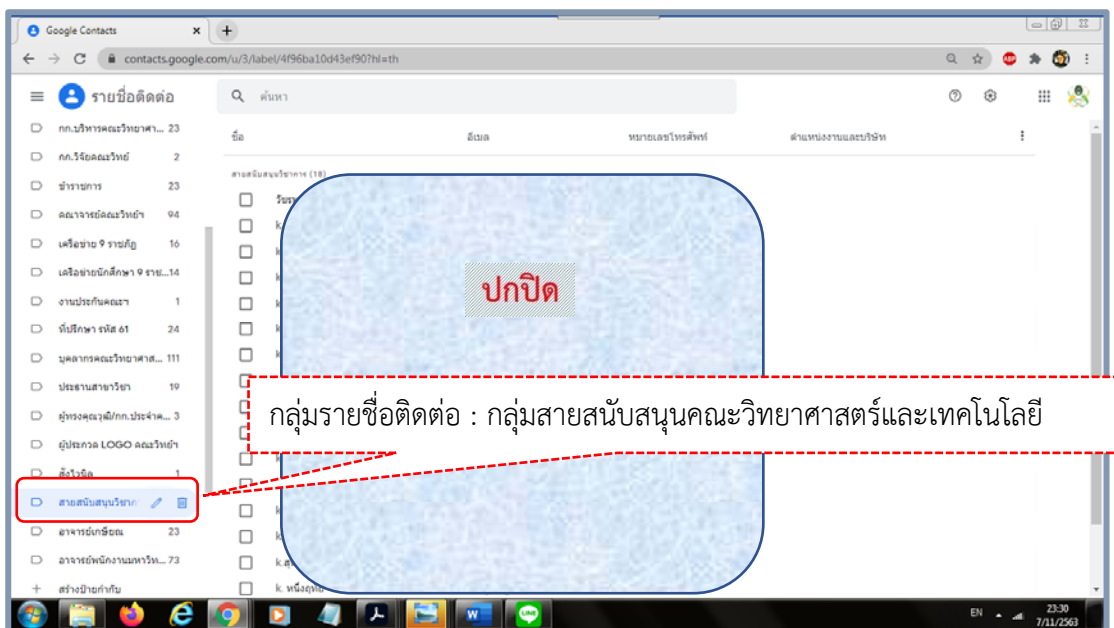 Google Contacts
contacts.google.com/u/3/label/4f96ba10d43ef90?hl=th
ABP
รายชื่อติดต่อ
ค้นหา
กก.บริหารคณะวิทยาศา... 23
ชื่อ อีเมล หมายเลขโทรศัพท์ ตำแหน่งงานและบริษัท
กก.วิจัยคณะวิทย์ 2
สายสนับสนุนวิชาการ (18)
ข้าราชการ 23
คณาจารย์คณะวิทย์ฯ 94
เครือข่าย 9 ราชภัฏ 16
เครือข่ายนักศึกษา 9 ราช...14
ปกปิด
งานประกันคณะฯ 1
ที่ปรึกษา รหัส 61 24
บุคลากรคณะวิทยาศาส... 111
ประธานสาขาวิชา 19
กลุ่มรายชื่อติดต่อ : กลุ่มสายสนับสนุนคณะวิทยาศาสตร์และเทคโนโลยี
ผู้ทรงคุณวุฒิ/กก.ประจำค... 3
ผู้ประกวด LOGO คณะวิทย์ฯ
สายสนับสนุนวิชาก
อาจารย์เกษียณ 23
อาจารย์พนักงานมหาวิท... 73
สร้างป้ายกำกับ
k. หนึ่งฤทัย
EN
23:30
7/11/2563